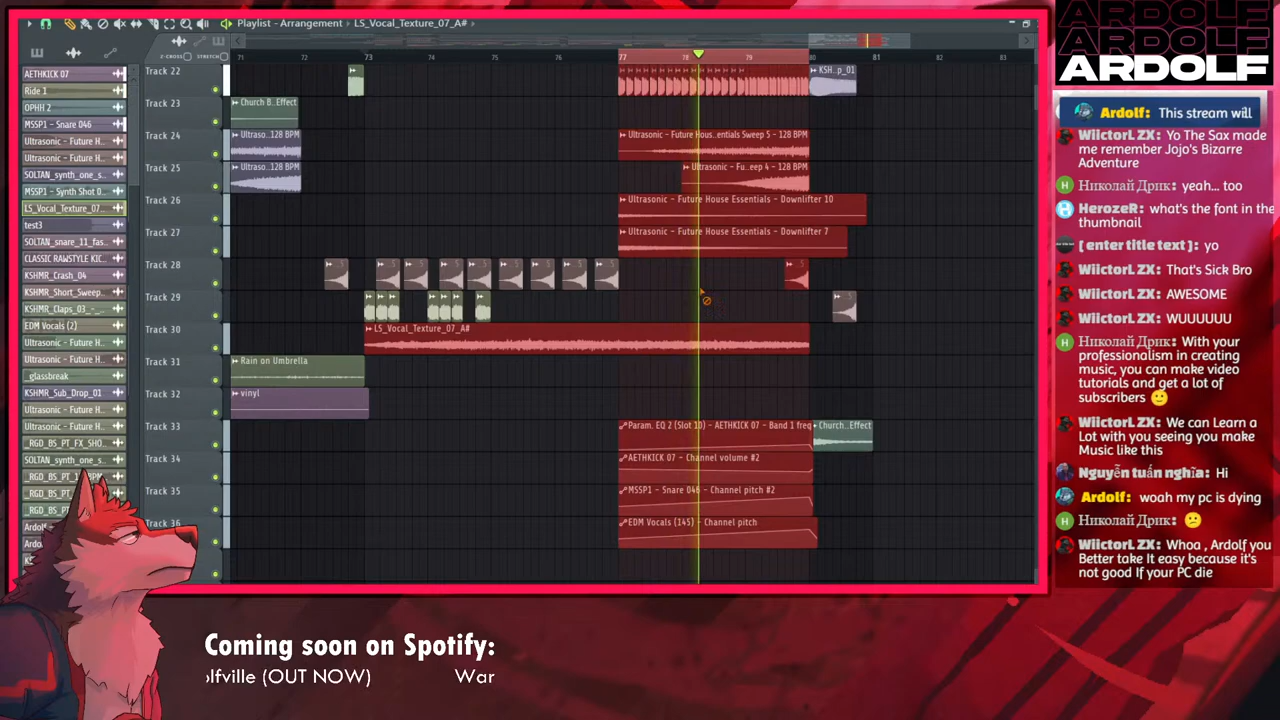 Playlist - Arrangement › LS_Vocal_Texture_07_A# ›
Z-CROSS STRETCH
71 72 73 74 75 77 78 79 81 82 83
AETHKICK 07
Ride 1
OPHH 2
MSSP1 - Snare 046
Ultrasonic - Future H...
Ultrasonic - Future H...
SOLTAN_synth_one_s...
MSSP1 - Synth Shot 0...
LS_Vocal_Texture_07...
test3
SOLTAN_snare_11_fas...
CLASSIC RAWSTYLE KIC...
KSHMR_Crash_04
KSHMR_Short_Sweep...
KSHMR_Claps_03_-_...
EDM Vocals (2)
Ultrasonic - Future H...
Ultrasonic - Future H...
_glassbreak
KSHMR_Sub_Drop_01
Ultrasonic - Future H...
Ultrasonic - Future H...
_RGD_BS_PT_FX_SHO...
SOLTAN_synth_one_s...
Track 22
KSH...p_01
Track 23
Church B..Effect
Track 24
Ultraso...128 BPM
Ultrasonic - Future Hous...entials Sweep 5 - 128 BPM
Track 25
Ultraso...128 BPM
Ultrasonic - Fu...eep 4 - 128 BPM
Track 26
Ultrasonic - Future House Essentials - Downlifter 10
Track 27
Ultrasonic - Future House Essentials - Downlifter 7
Track 28
Track 29
Track 30
LS_Vocal_Texture_07_A#
Track 31
Rain on Umbrella
Track 32
vinyl
Track 33
Param. EQ 2 (Slot 10) - AETHKICK 07 - Band 1 freq
Church...Effect
Track 34
AETHKICK 07 - Channel volume #2
Track 35
MSSP1 - Snare 046 - Channel pitch #2
Track 36
EDM Vocals (145) - Channel pitch
ARDOLF
ARDOLF
ARDOLF
Ardolf: This stream will
WiictorLZX: Yo The Sax made
me remember JoJo's Bizarre
Adventure
Николай Дрик: yeah... too
HerozeR: what's the font in the
thumbnail
[ enter title text ]: yo
WiictorLZX: That's Sick Bro
WiictorLZX: AWESOME
WiictorLZX: WUUUUUU
Николай Дрик: With your
professionalism in creating
music, you can make video
tutorials and get a lot of
subscribers 🙂
WiictorLZX: We can Learn a
Lot with you seeing you make
Music like this
Nguyễn tuấn nghĩa: Hi
Ardolf: woah my pc is dying
Николай Дрик: 😕
WiictorLZX: Whoa , Ardolf you
Better take It easy because it's
not good If your PC die
Coming soon on Spotify:
olfville (OUT NOW) War